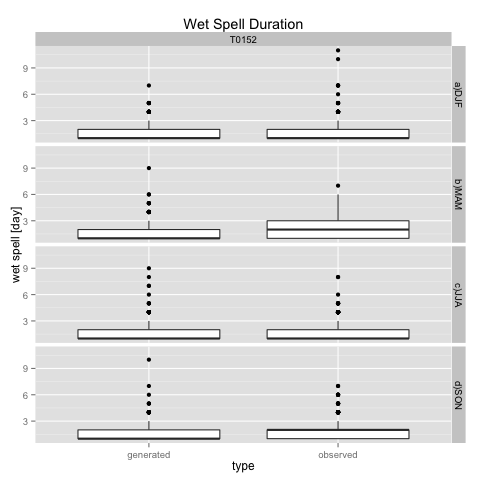 Wet Spell Duration
T0152
9
6
3
a)DJF
9
6
3
b)MAM
wet spell [day]
9
6
3
c)JJA
9
6
3
d)SON
generated observed
type